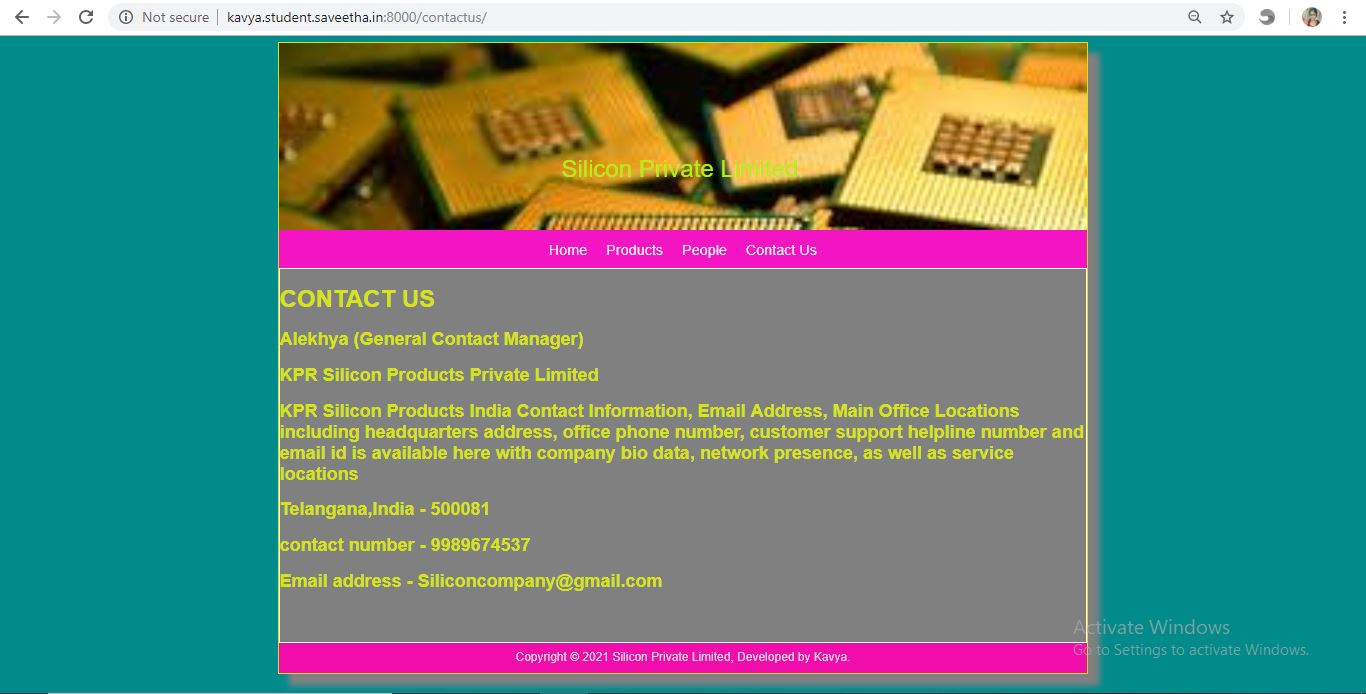 Not secure
kavya.student.saveetha.in:8000/contactus/
Silicon Private Limited
Home Products People Contact Us
CONTACT US
Alekhya (General Contact Manager)
KPR Silicon Products Private Limited
KPR Silicon Products India Contact Information, Email Address, Main Office Locations
including headquarters address, office phone number, customer support helpline number and
email id is available here with company bio data, network presence, as well as service
locations
Telangana,India - 500081
contact number - 9989674537
Email address - Siliconcompany@gmail.com
Activate Windows
Go to Settings to activate Windows.
Copyright © 2021 Silicon Private Limited, Developed by Kavya.